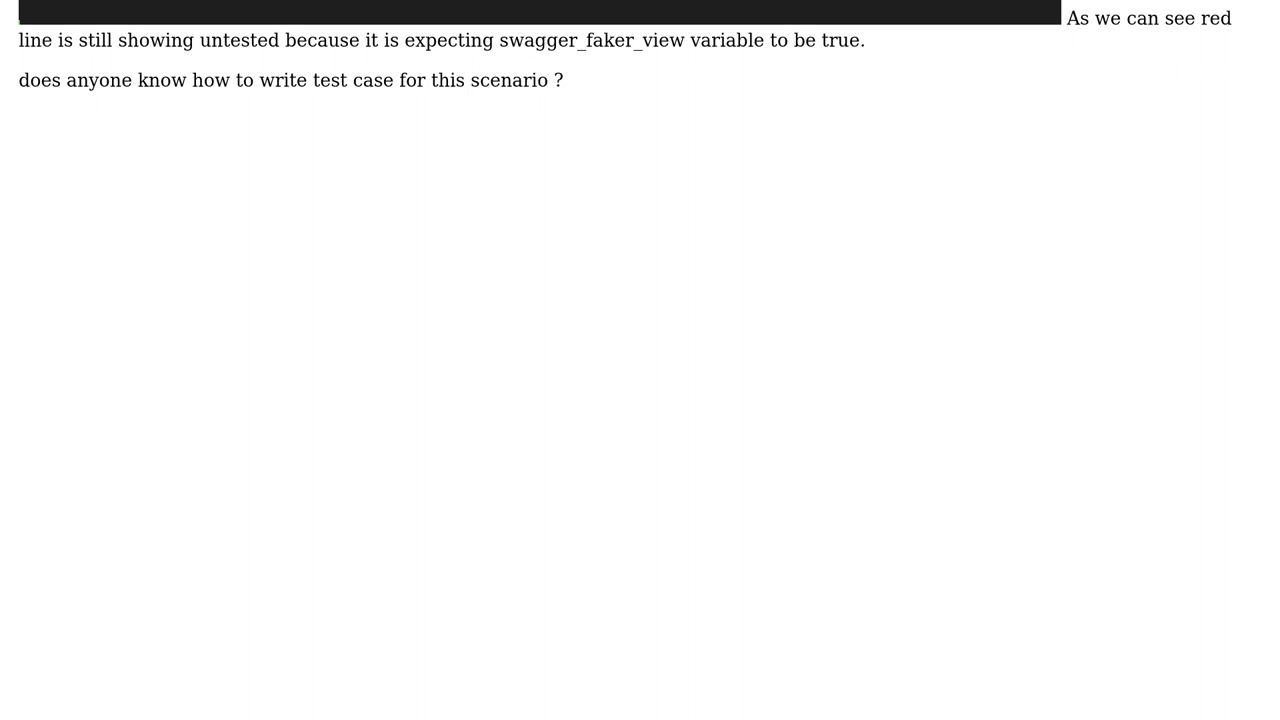 As we can see red
line is still showing untested because it is expecting swagger_faker_view variable to be true.
does anyone know how to write test case for this scenario ?